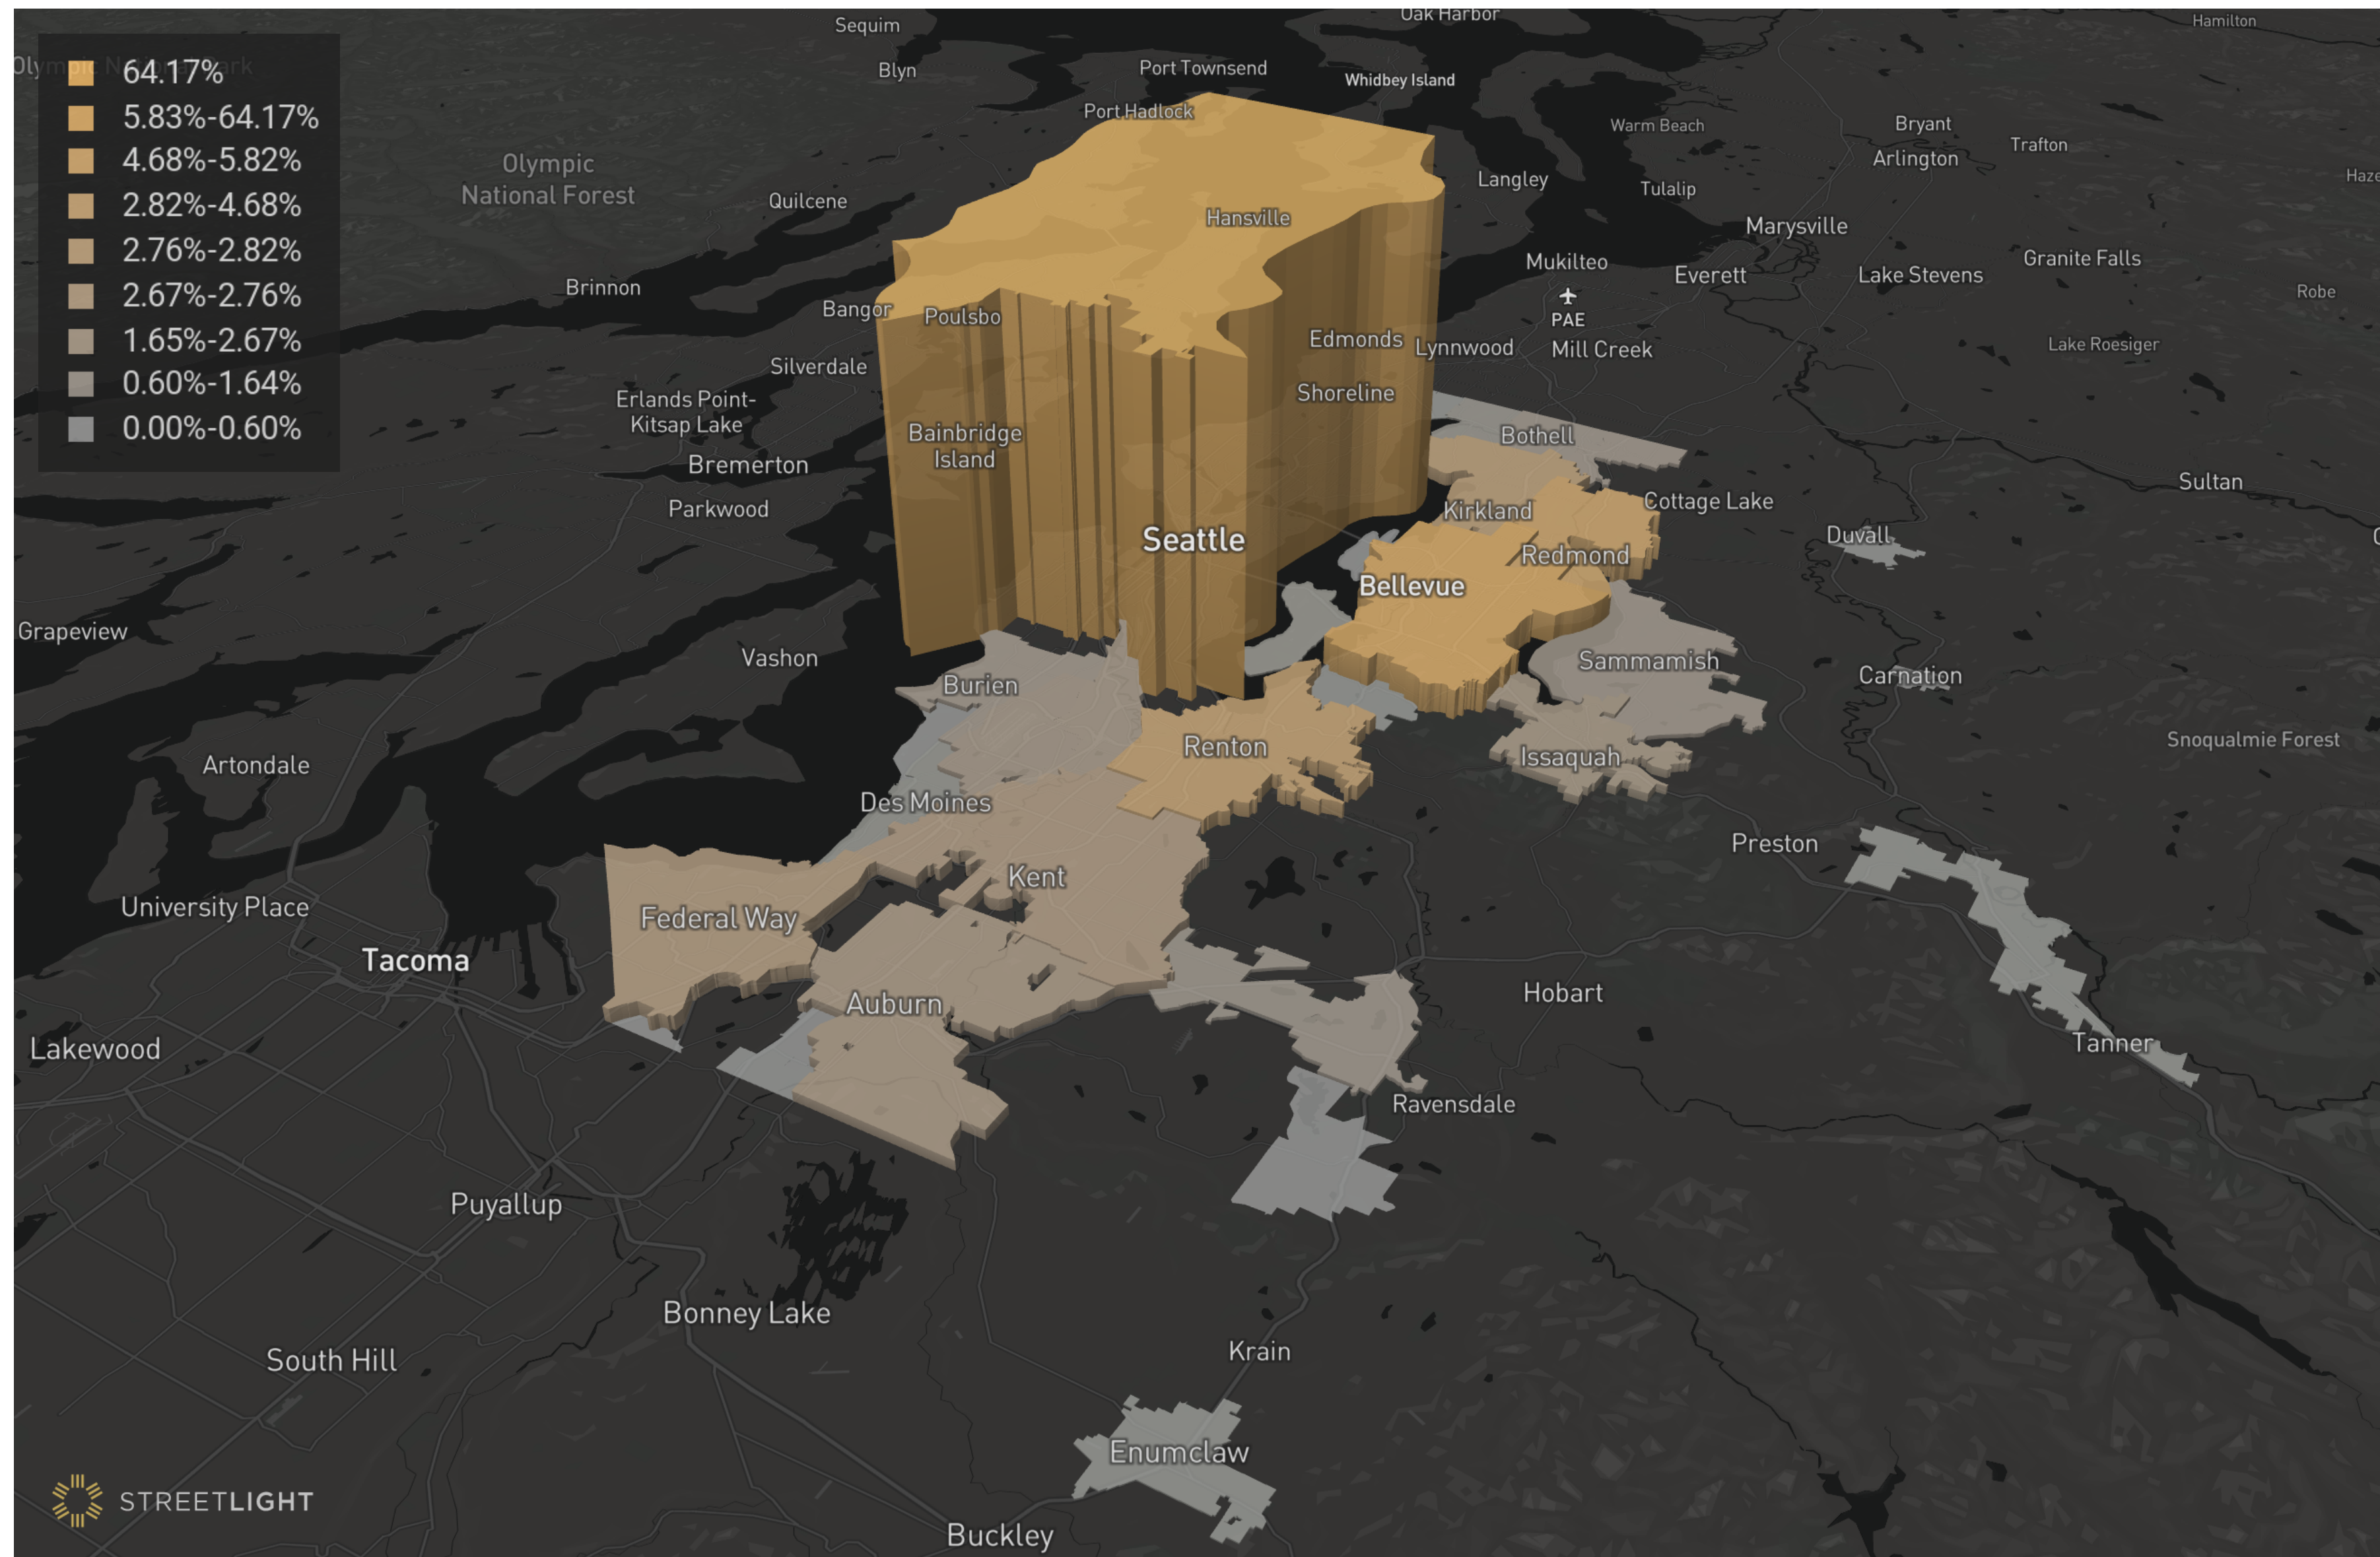 Sequim
Oak Harbor
Hamilton
Olympic National Park
64.17%
5.83%-64.17%
4.68%-5.82%
2.82%-4.68%
2.76%-2.82%
2.67%-2.76%
1.65%-2.67%
0.60%-1.64%
0.00%-0.60%
Blyn
Port Townsend
Whidbey Island
Port Hadlock
Warm Beach
Bryant
Trafton
Arlington
Olympic
National Forest
Langley
Tulalip
Haze
Quilcene
Hansville
Marysville
Mukilteo
Everett
Lake Stevens
Granite Falls
Brinnon
Robe
Bangor
Poulsbo
PAE
Edmonds
Lynnwood
Mill Creek
Lake Roesiger
Silverdale
Shoreline
Erlands Point-
Kitsap Lake
Bainbridge
Island
Bothell
Bremerton
Sultan
Parkwood
Kirkland
Cottage Lake
Seattle
Duvall
Redmond
Bellevue
Grapeview
Vashon
Sammamish
Carnation
Burien
Renton
Issaquah
Snoqualmie Forest
Artondale
Des Moines
Preston
Kent
University Place
Federal Way
Tacoma
Auburn
Hobart
Lakewood
Tanner
Ravensdale
Puyallup
Bonney Lake
Krain
South Hill
Enumclaw
STREETLIGHT
Buckley